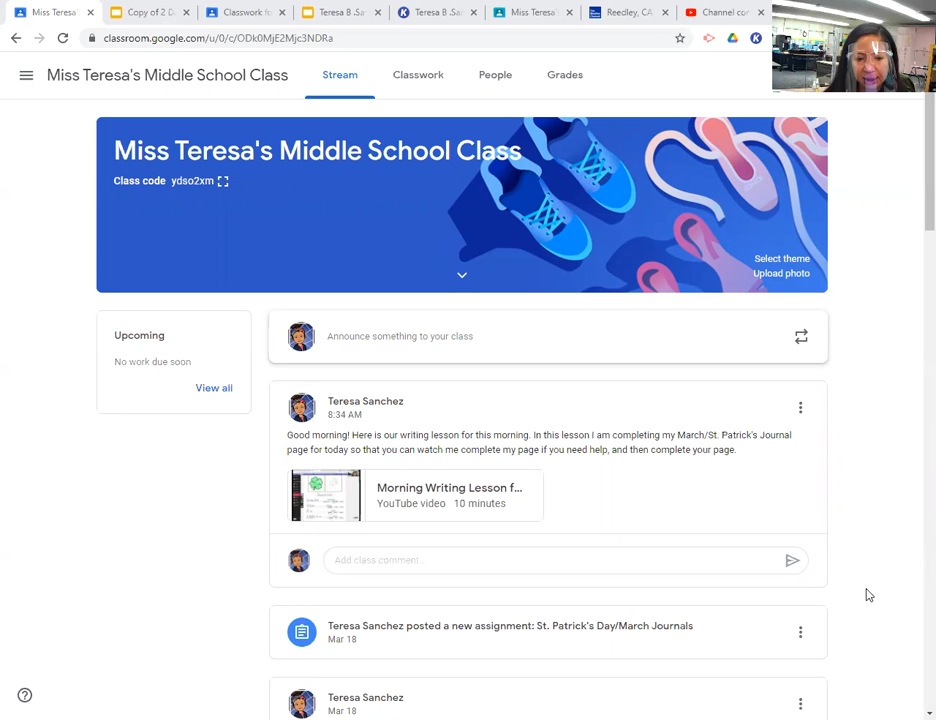 Miss Teresa'
Copy of 2 D
Classwork fo
Teresa B .Sa
Teresa B .Sa
Miss Teresa'
Reedley, CA
Channel cor
classroom.google.com/u/0/c/ODk0MjE2Mjc3NDRa
Miss Teresa's Middle School Class
Stream
Classwork
People
Grades
Miss Teresa's Middle School Class
Class code ydso2xm
Select theme
Upload photo
Upcoming
No work due soon
View all
Announce something to your class
Teresa Sanchez
8:34 AM
Good morning! Here is our writing lesson for this morning. In this lesson I am completing my March/St. Patrick's Journal
page for today so that you can watch me complete my page if you need help, and then complete your page.
Morning Writing Lesson f...
YouTube video 10 minutes
Add class comment...
Teresa Sanchez posted a new assignment: St. Patrick's Day/March Journals
Mar 18
Teresa Sanchez
Mar 18